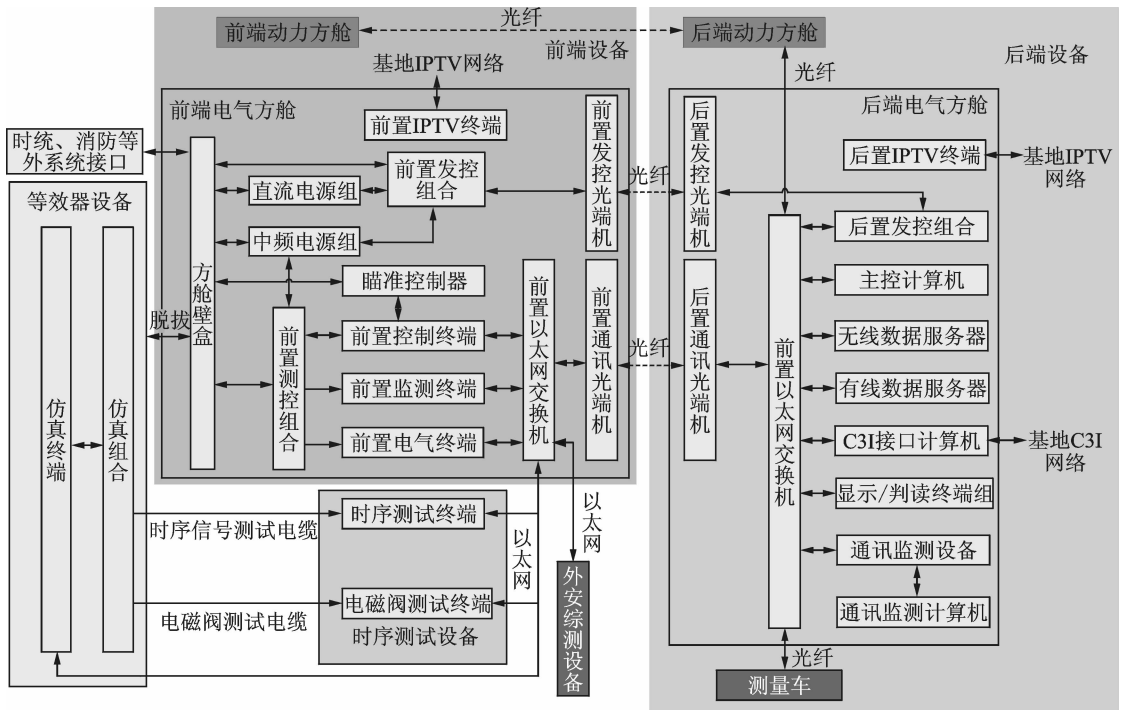 光纤
前端动力方舱
后端动力方舱
前端设备
后端设备
光纤
基地IPTV网络
前端电气方舱
后端电气方舱
前置IPTV终端
前置发控光端机
后置发控光端机
时统、消防等
外系统接口
后置IPTV终端
基地IPTV
网络
前置发控
组合
光纤
直流电源组
等效器设备
后置发控组合
中频电源组
方舱壁盒
瞄准控制器
主控计算机
脱拔
前置测控组合
前置控制终端
前置以太网交换机
前置通讯光端机
光纤
后置通讯光端机
前置以太网交换机
无线数据服务器
前置监测终端
有线数据服务器
仿真终端
仿真组合
前置电气终端
C3I接口计算机
基地C3I
网络
显示/判读终端组
时序信号测试电缆
时序测试终端
以太网
以太网
通讯监测设备
外安综测设备
电磁阀测试电缆
电磁阀测试终端
通讯监测计算机
时序测试设备
光纤
测量车